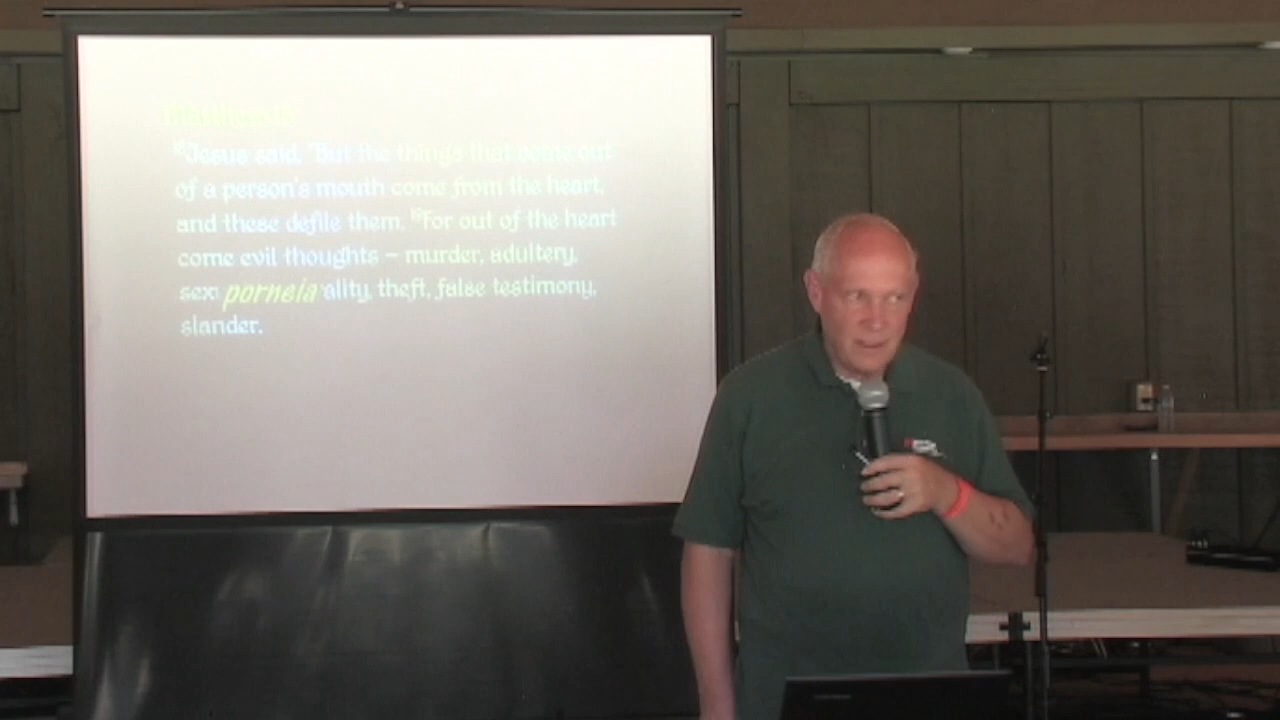 ¹⁸Jesus said, "But the things that come out
of a person's mouth come from the heart,
and these defile them. ¹⁹For out of the heart
come evil thoughts – murder, adultery,
sex porneia ality, theft, false testimony,
slander.